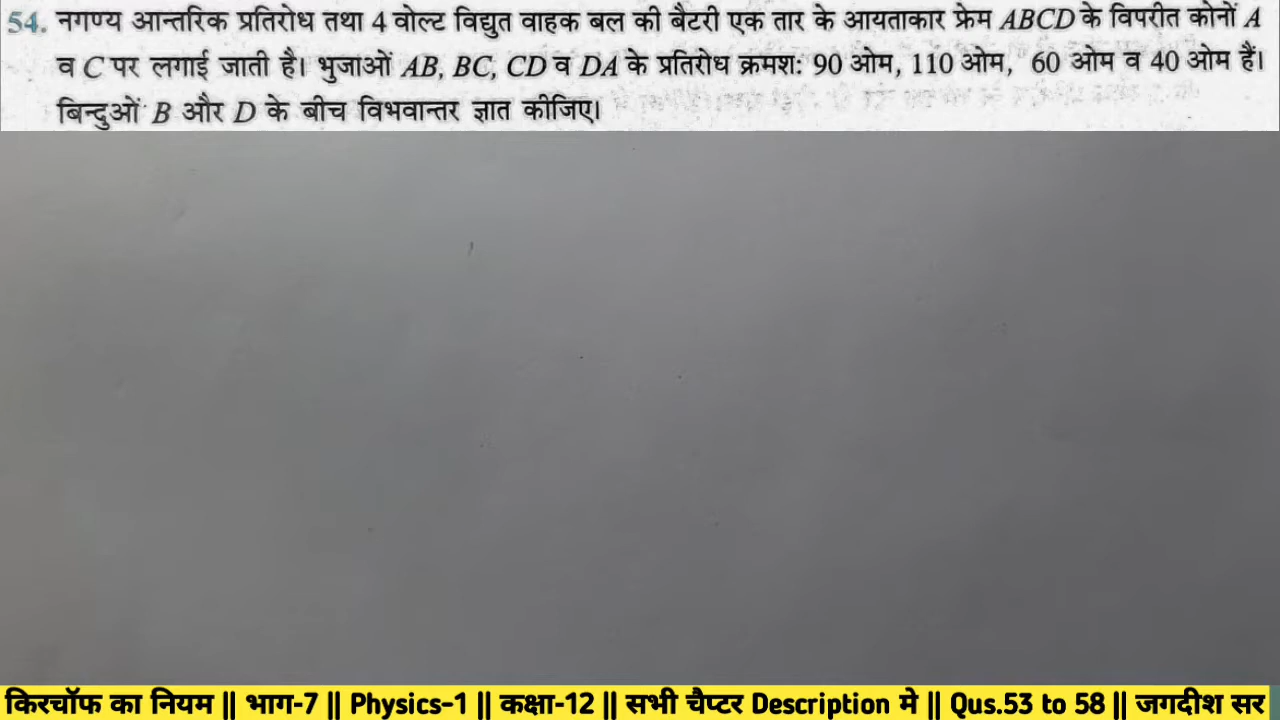 54. नगण्य आन्तरिक प्रतिरोध तथा 4 वोल्ट विद्युत वाहक बल की बैटरी एक तार के आयताकार फ्रेम ABCD के विपरीत कोनों A
व C पर लगाई जाती है। भुजाओं AB, BC, CD व DA के प्रतिरोध क्रमश: 90 ओम, 110 ओम, 60 ओम व 40 ओम हैं।
बिन्दुओं B और D के बीच विभवान्तर ज्ञात कीजिए।
किरचॉफ का नियम || भाग-7 || Physics-1 || कक्षा-12 || सभी चैप्टर Description मे || Qus.53 to 58 || जगदीश सर